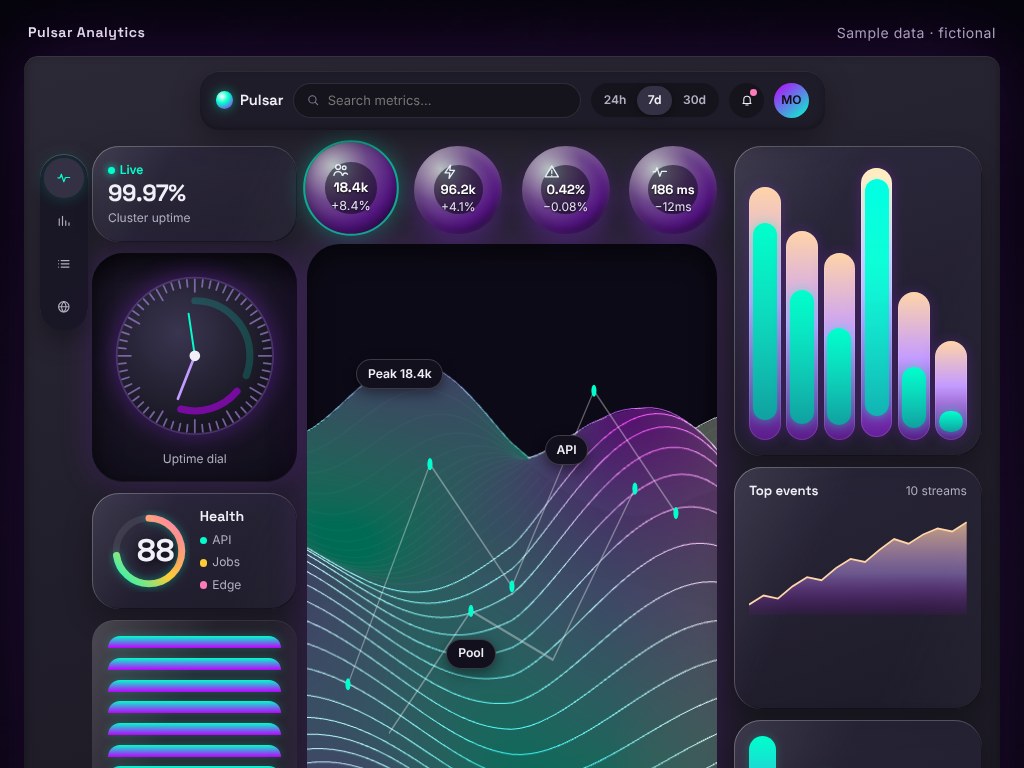 Pulsar Analytics
Sample data · fictional
Pulsar
Search metrics...
24h 7d 30d
MO
Live
99.97%
Cluster uptime
18.4k
+8.4%
96.2k
+4.1%
0.42%
−0.08%
186 ms
−12ms
Uptime dial
Health
88
API
Jobs
Edge
Peak 18.4k
API
Pool
Top events
10 streams